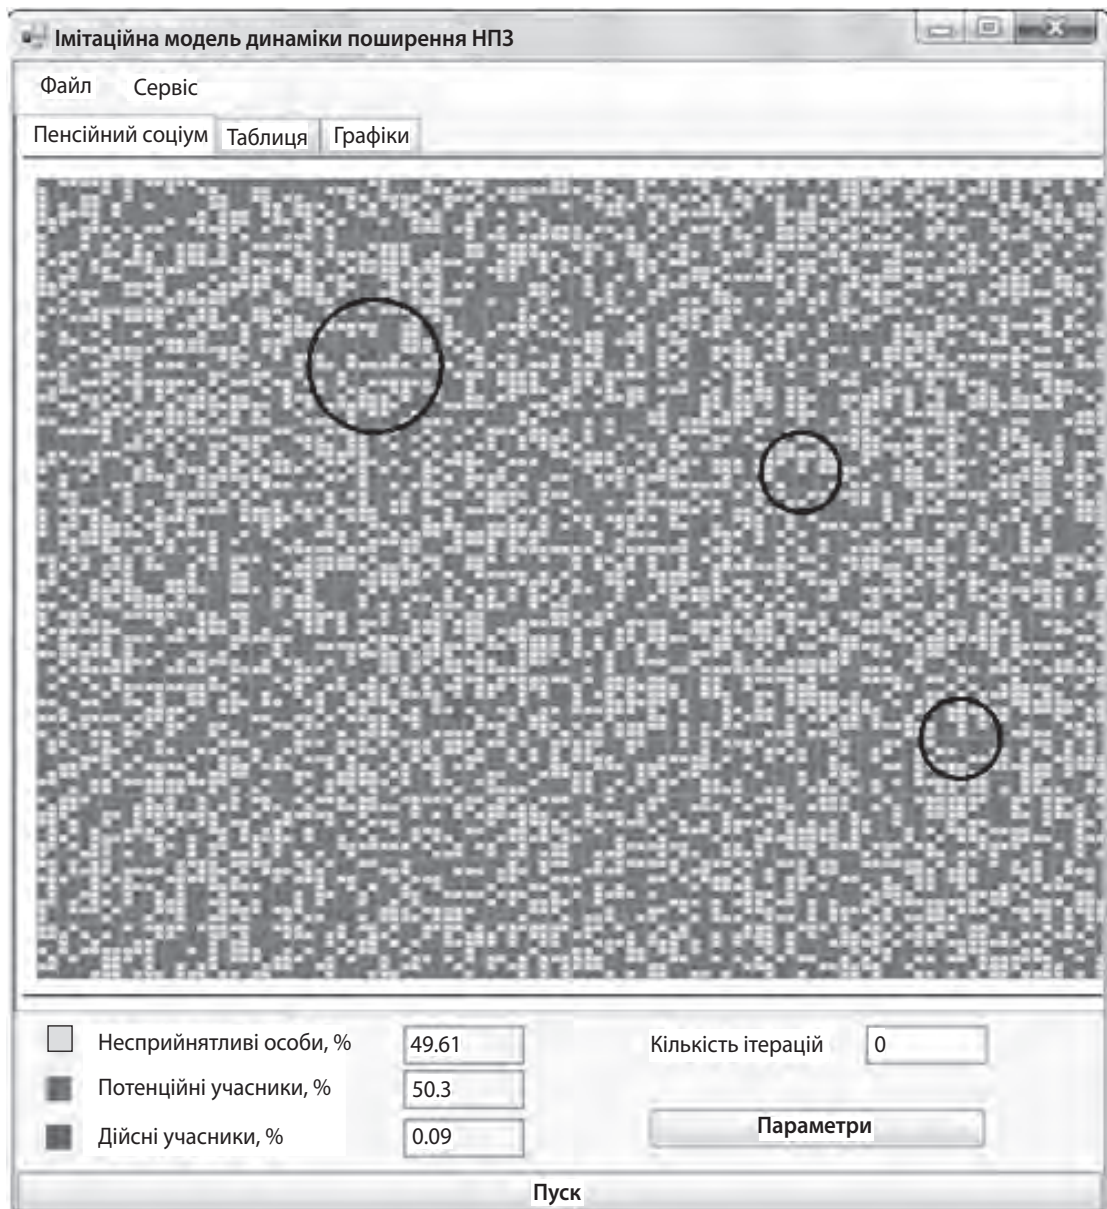 Імітаційна модель динаміки поширення НПЗ
Файл Сервіс
Пенсійний соціум Таблиця Графіки
Несприйнятливі особи, % 49.61 Кількість ітерацій 0
Потенційні учасники, % 50.3
Дійсні учасники, % 0.09 Параметри
Пуск